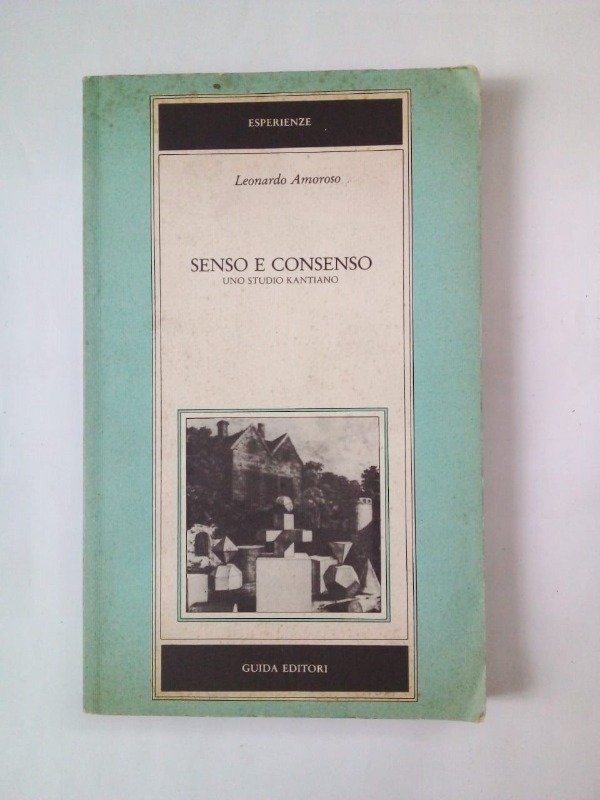 ESPERIENZE
Leonardo Amoroso
SENSO E CONSENSO
UNO STUDIO KANTIANO
GUIDA EDITORI